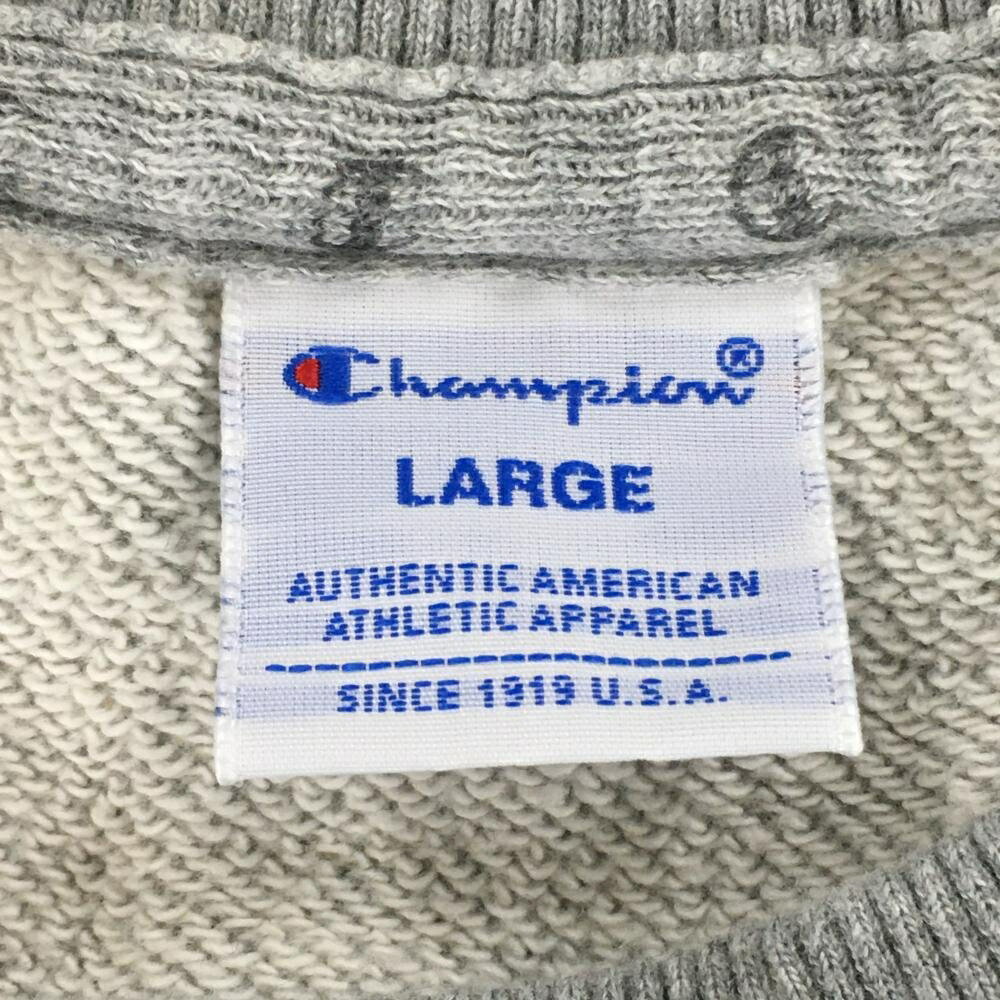 Champion®
LARGE
AUTHENTIC AMERICAN
ATHLETIC APPAREL
SINCE 1919 U.S.A.